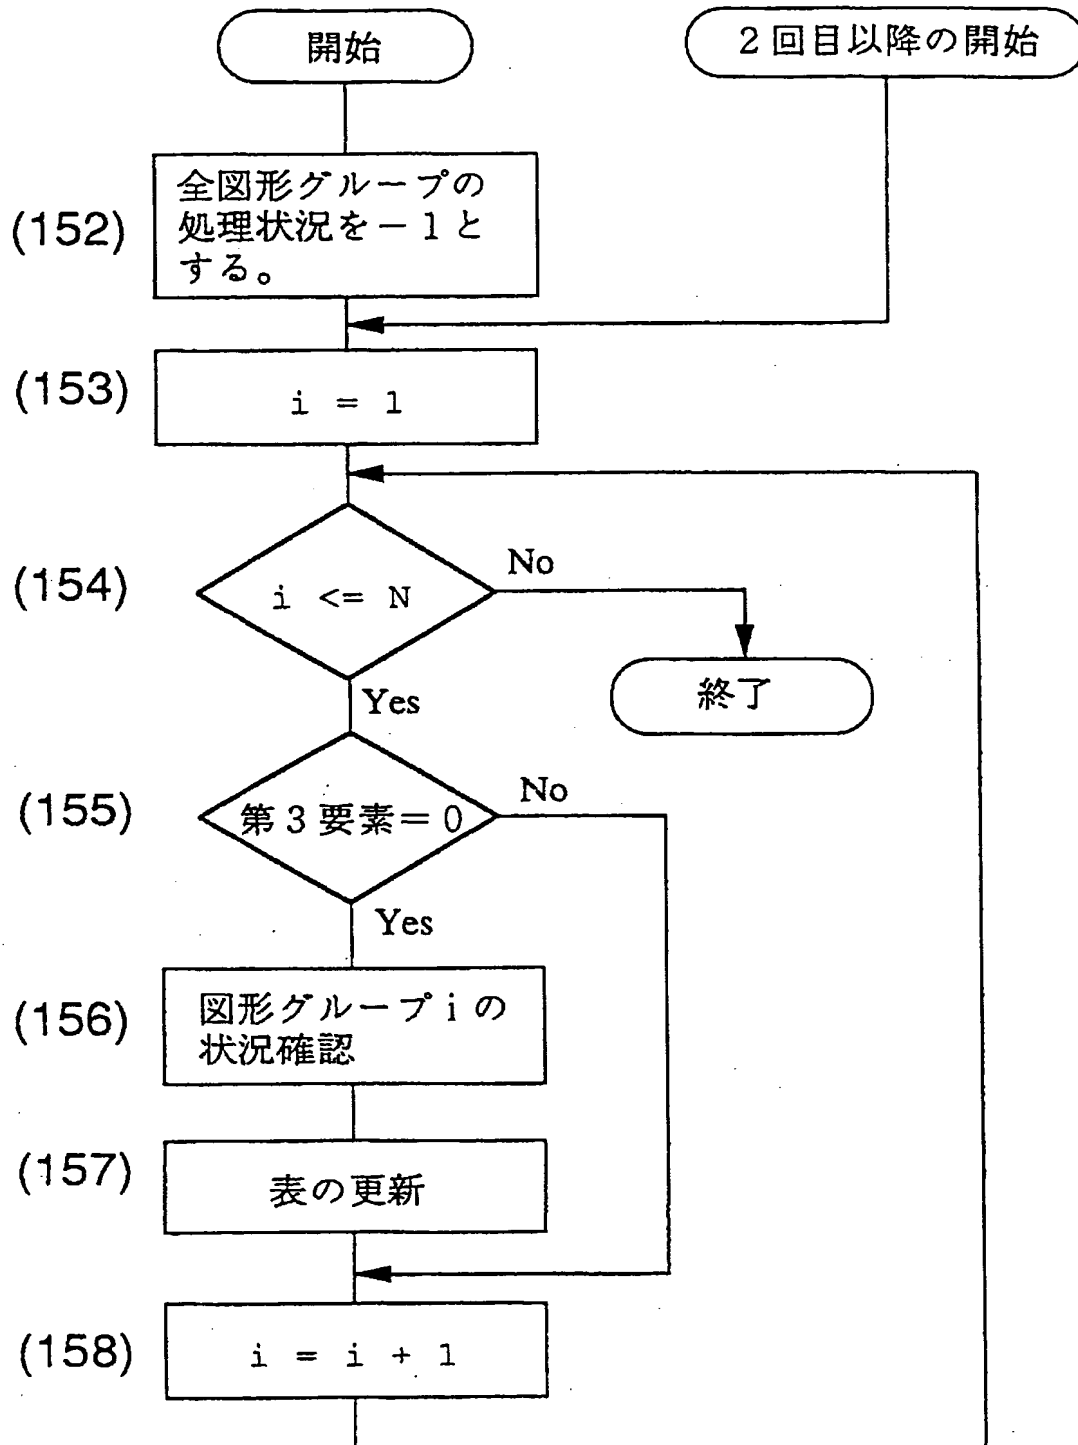 開始
2回目以降の開始
(152)
全図形グループの
処理状況を－1と
する。
(153)
i = 1
(154)
i <= N
No
終了
Yes
(155)
第3要素＝0
No
Yes
(156)
図形グループiの
状況確認
(157)
表の更新
(158)
i = i + 1